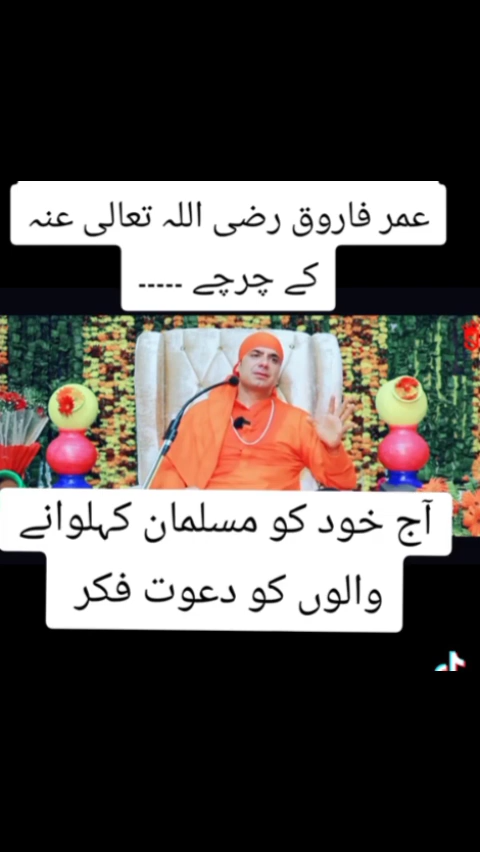 عمر فاروق رضی اللہ تعالی عنہ
کے چرچے -----
آج خود کو مسلمان کہلوانے
والوں کو دعوت فکر